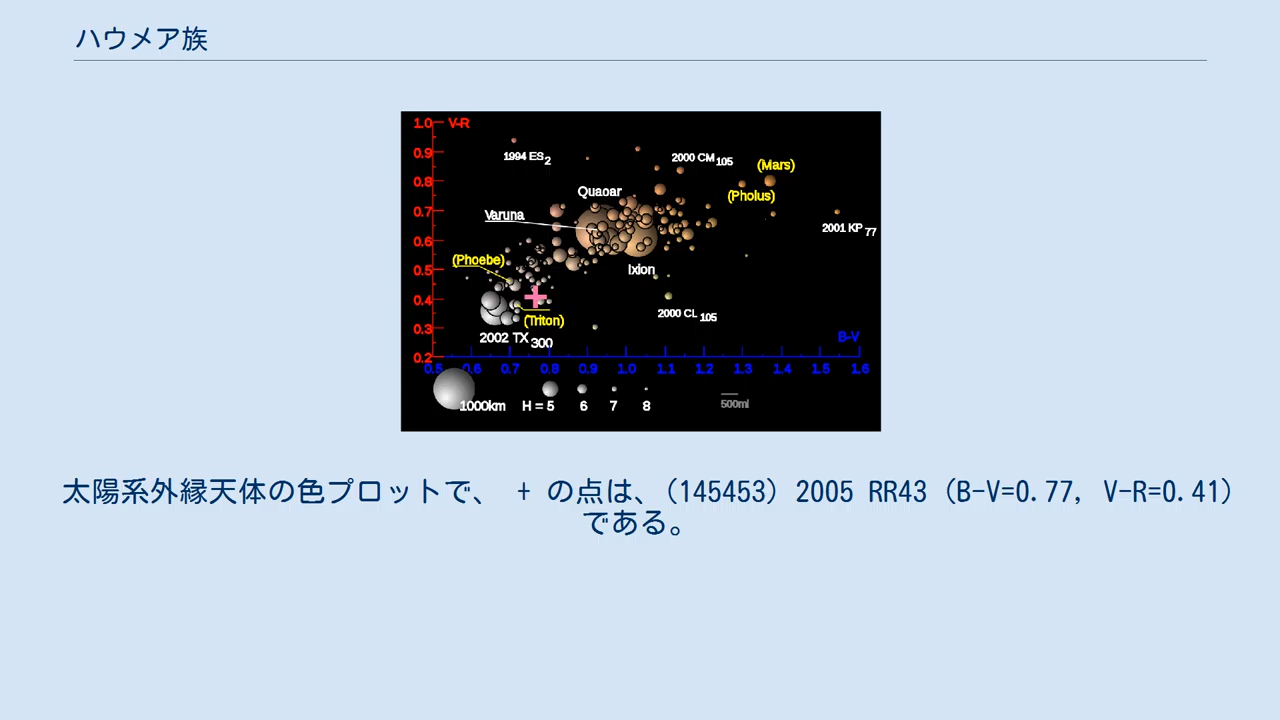 ハウメア族
1.0 V-R
0.9
0.8
0.7
0.6
0.5
0.4
0.3
0.2
1994 ES2
2000 CM105
(Mars)
(Pholus)
Quaoar
Varuna
2001 KP77
(Phoebe)
Ixion
2000 CL105
(Triton)
2002 TX300
B-V
0.5 0.6 0.7 0.8 0.9 1.0 1.1 1.2 1.3 1.4 1.5 1.6
1000km H = 5 6 7 8 500ml
太陽系外縁天体の色プロットで、 + の点は、(145453) 2005 RR43 (B-V=0.77, V-R=0.41)
である。